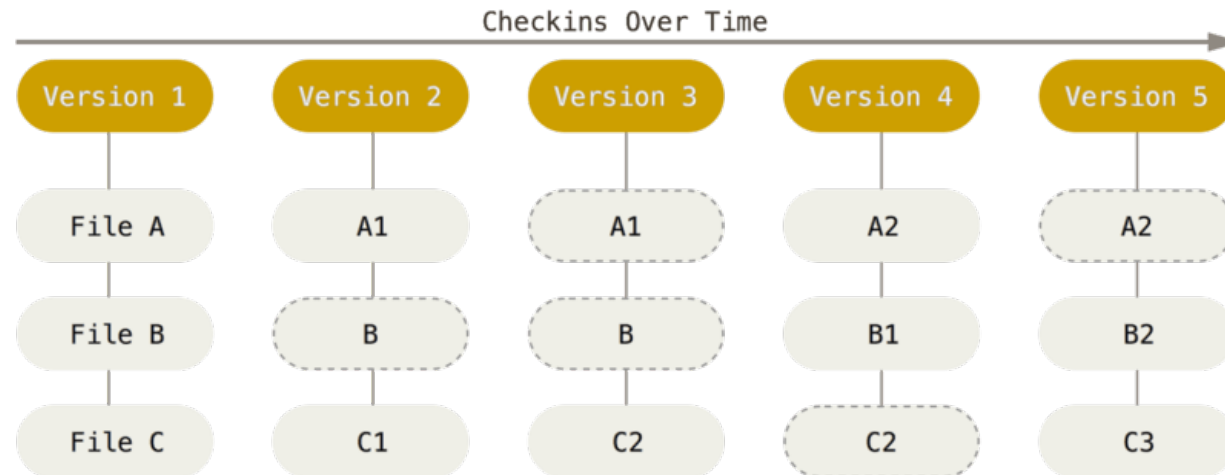 Checkins Over Time
Version 1 Version 2 Version 3 Version 4 Version 5
File A A1 A1 A2 A2
File B B B B1 B2
File C C1 C2 C2 C3